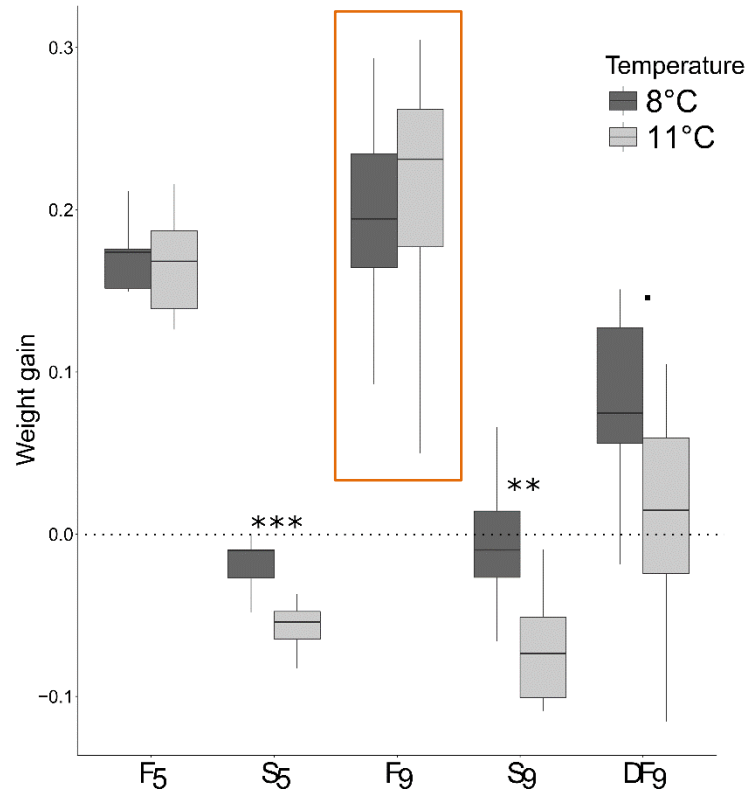 0.3
Temperature
8°C
11°C
0.2
Weight gain
0.1
***
**
0.0
−0.1
F5
S5
F9
S9
DF9